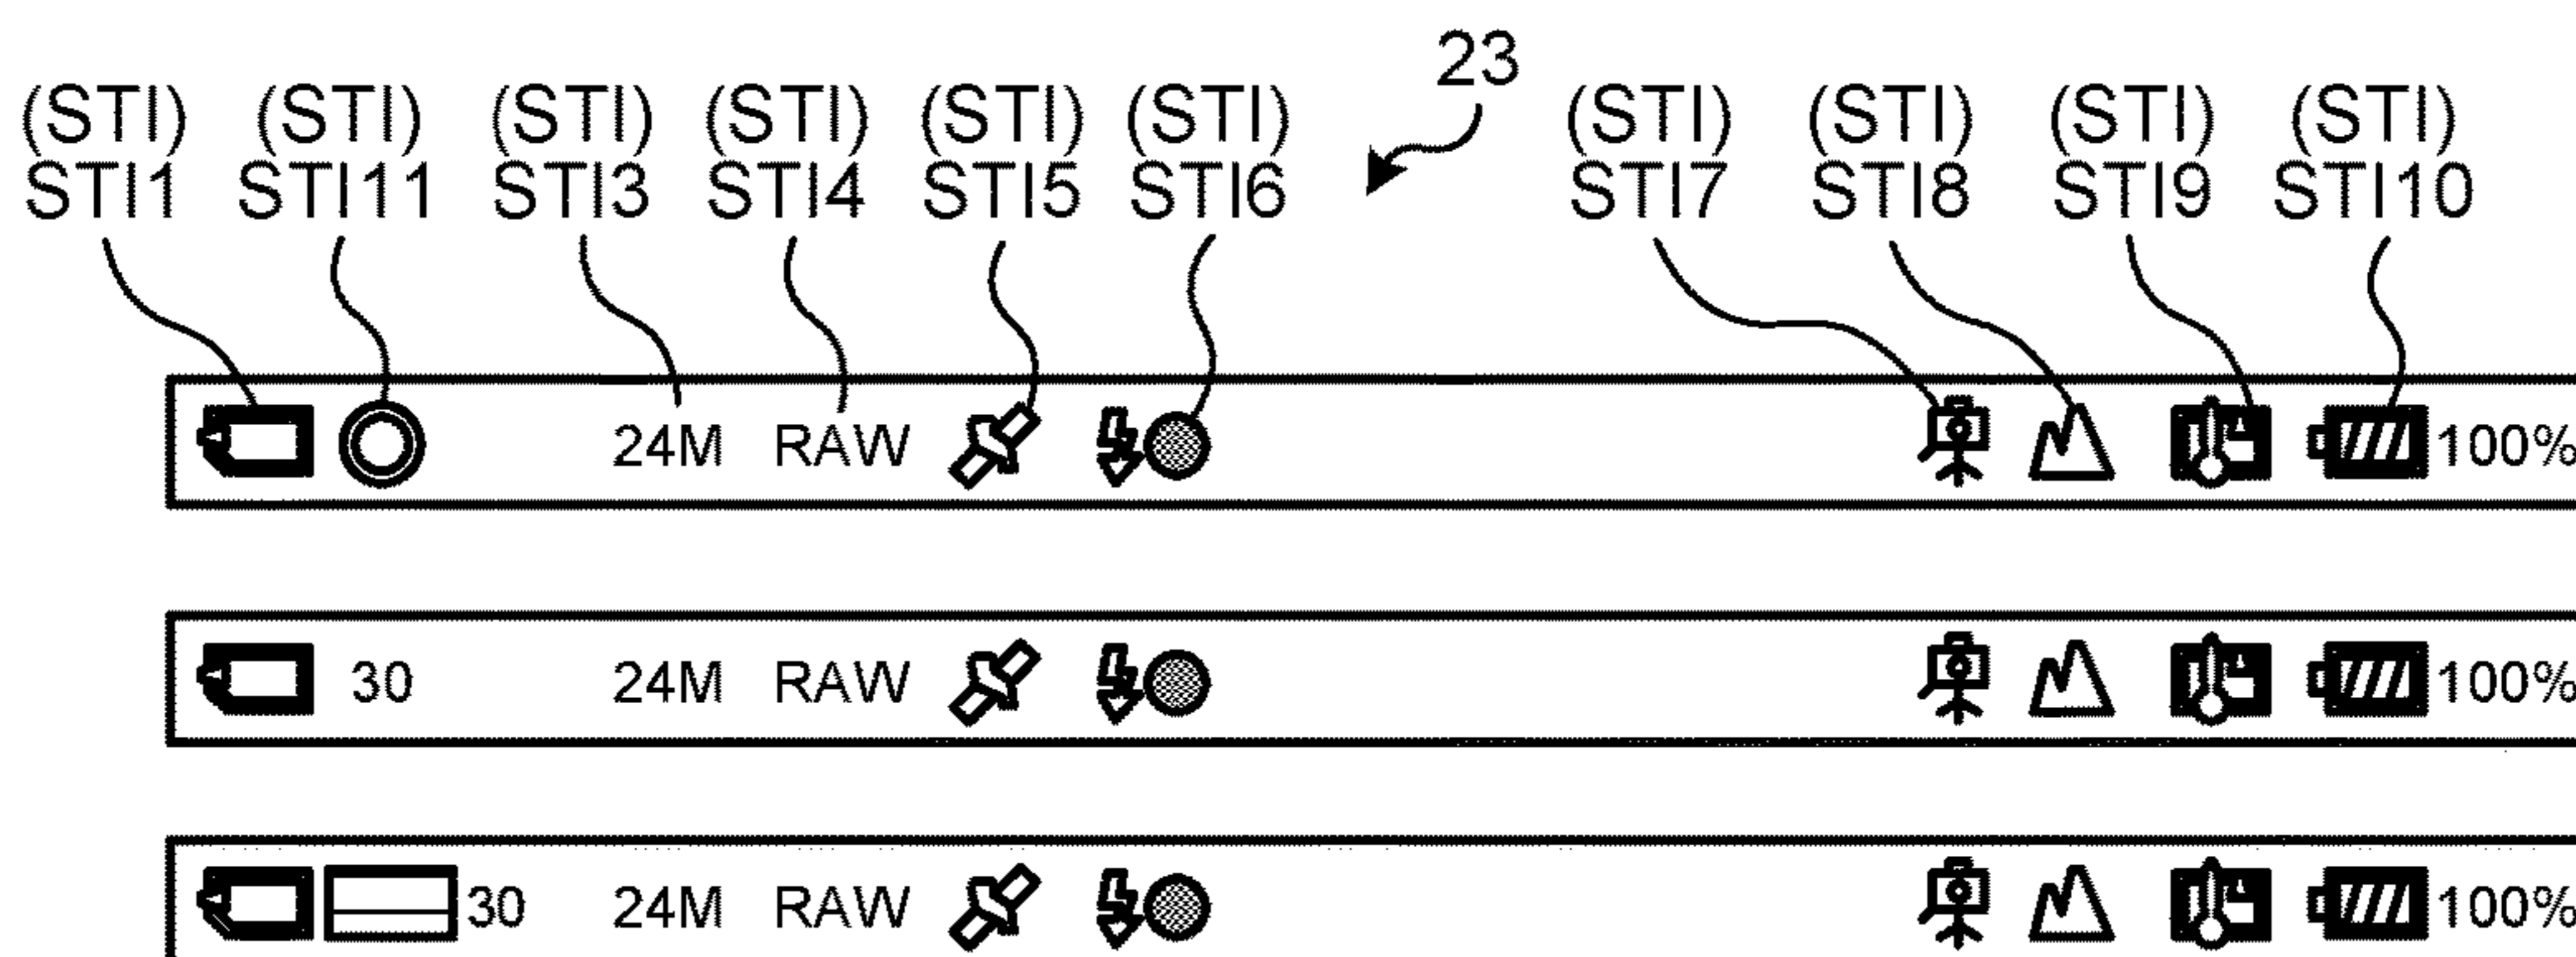 23
(STI) (STI) (STI) (STI) (STI) (STI) (STI) (STI) (STI) (STI)
STI1 STI11 STI3 STI4 STI5 STI6 STI7 STI8 STI9 STI10
24M RAW 100%
30 24M RAW 100%
30 24M RAW 100%